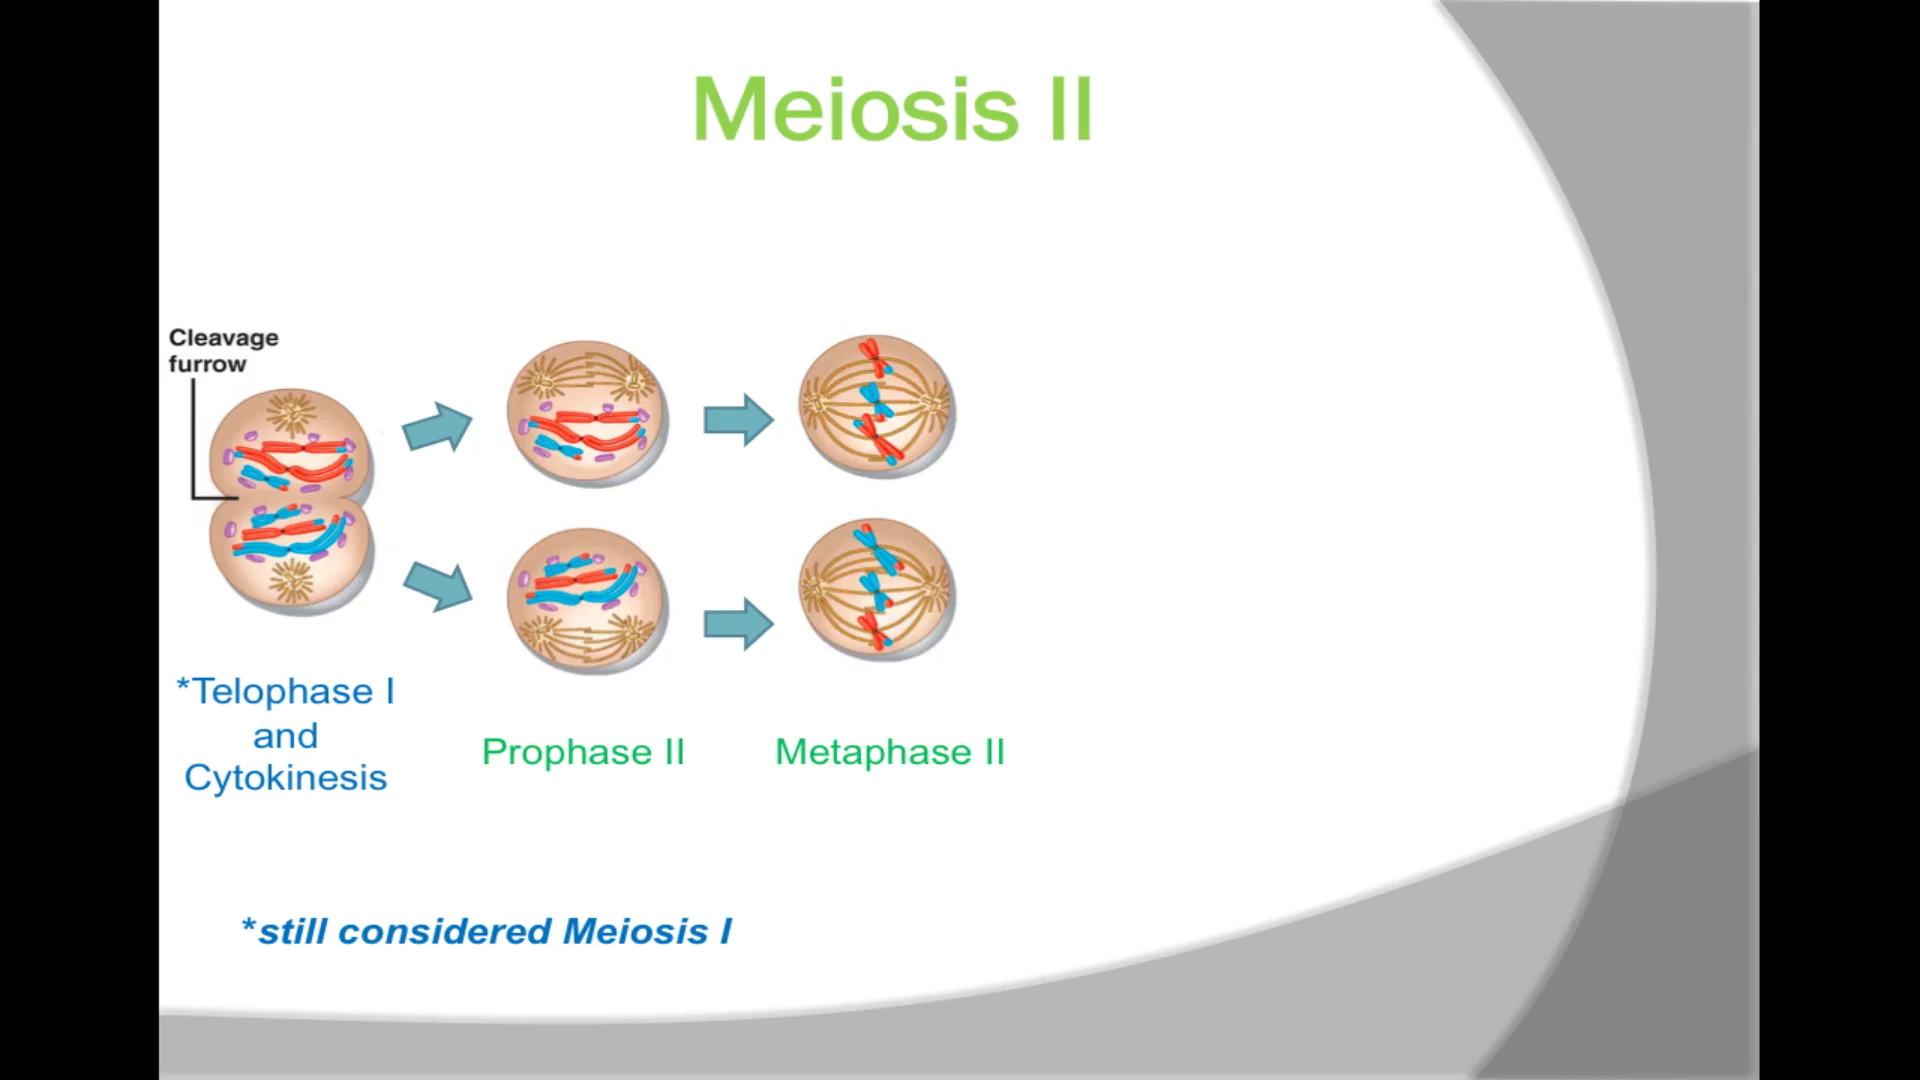 Meiosis II
Cleavage
furrow
*Telophase I
and
Cytokinesis
Prophase II
Metaphase II
*still considered Meiosis I